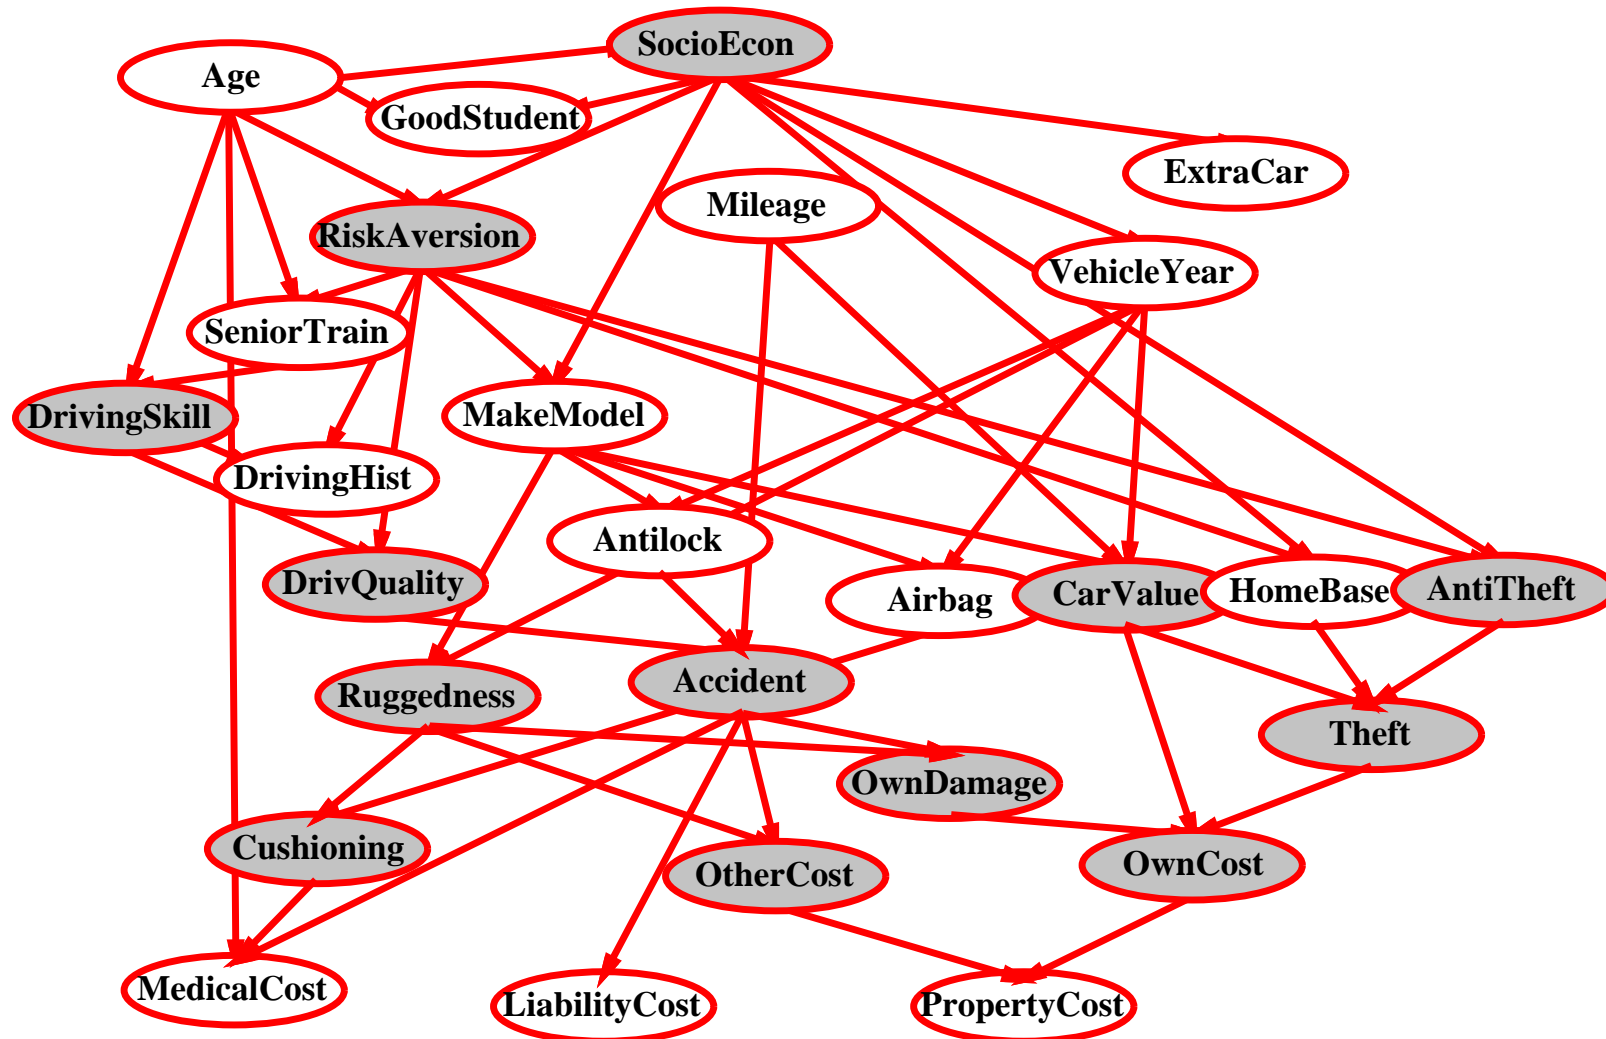 SocioEcon
Age
GoodStudent
ExtraCar
Mileage
RiskAversion
VehicleYear
SeniorTrain
DrivingSkill
MakeModel
DrivingHist
Antilock
DrivQuality
Airbag
CarValue
HomeBase
AntiTheft
Ruggedness
Accident
Theft
OwnDamage
Cushioning
OtherCost
OwnCost
MedicalCost
LiabilityCost
PropertyCost